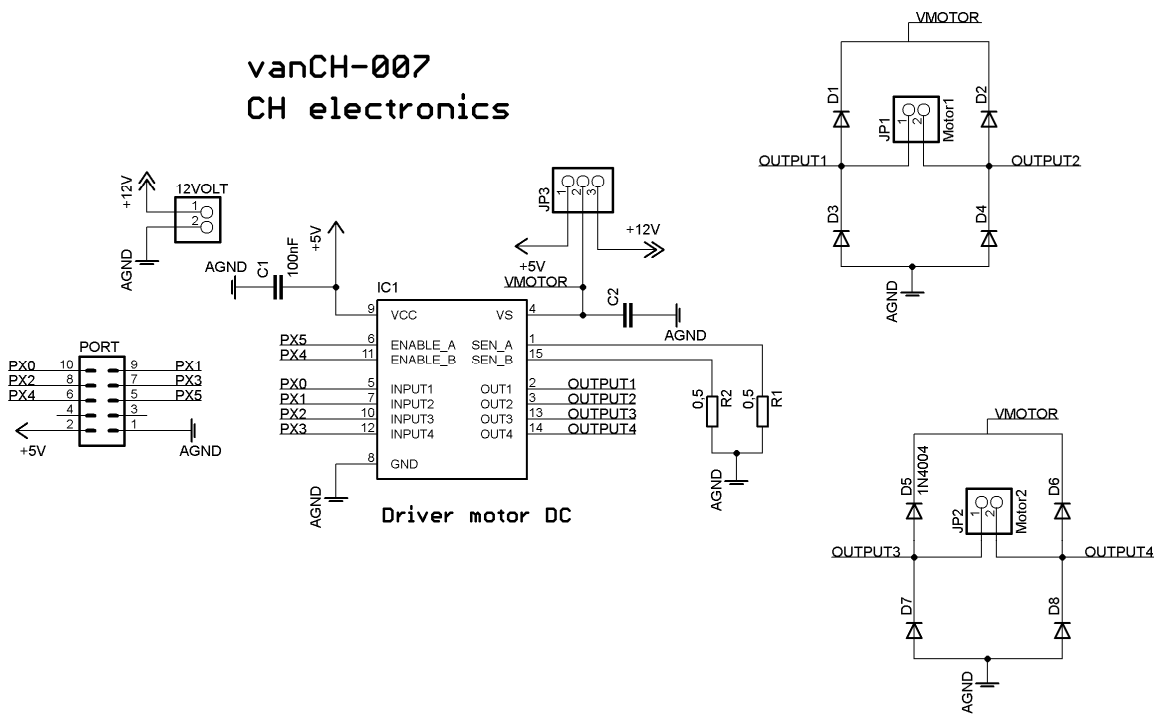 vanCH-007
CH electronics
+12V
12VOLT
1
2
AGND
AGND
C1
100nF
+5V
JP3
1
2
3
+5V
+12V
VMOTOR
C2
AGND
IC1
9 VCC VS 4
PX5 6 ENABLE_A SEN_A 1
PX4 11 ENABLE_B SEN_B 15
PX0 5 INPUT1 OUT1 2 OUTPUT1
PX1 7 INPUT2 OUT2 3 OUTPUT2
PX2 10 INPUT3 OUT3 13 OUTPUT3
PX3 12 INPUT4 OUT4 14 OUTPUT4
8 GND
AGND
Driver motor DC
0,5
R2
0,5
R1
AGND
PORT
PX0 10 9 PX1
PX2 8 7 PX3
PX4 6 5 PX5
4 3
2 1
+5V
AGND
VMOTOR
D1
D2
JP1
1
2
Motor1
OUTPUT1
OUTPUT2
D3
D4
AGND
VMOTOR
D5
1N4004
D6
JP2
1
2
Motor2
OUTPUT3
OUTPUT4
D7
D8
AGND